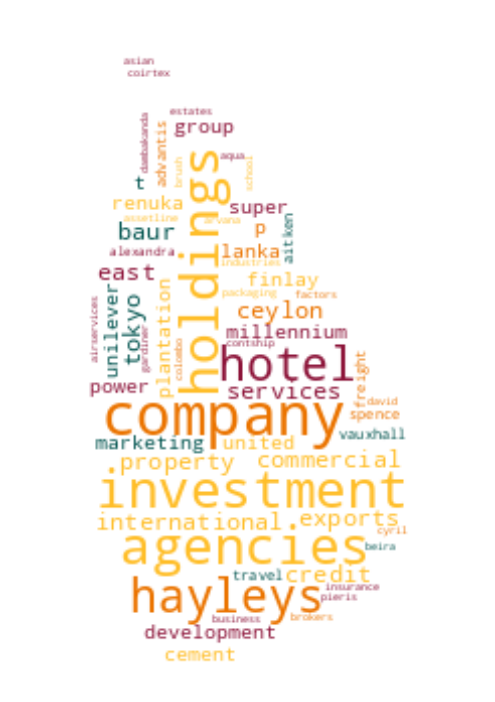 asian
coirtex
estates
dambakanda
advantis
group
brush
holdings
aqua
school
t
renuka
assetline
arvana
super
p
aitken
baur
alexandra
lanka
industries
east
finlay
airservices
unilever
tokyo
gardiner
plantation
colombo
packaging
factors
ceylon
millennium
contship
hotel
freight
power
services
david
company
spence
vauxhall
marketing
united
property
commercial
investment
international
exports
cyril
agencies
beira
travel
credit
hayleys
insurance
pieris
business
brokers
development
cement